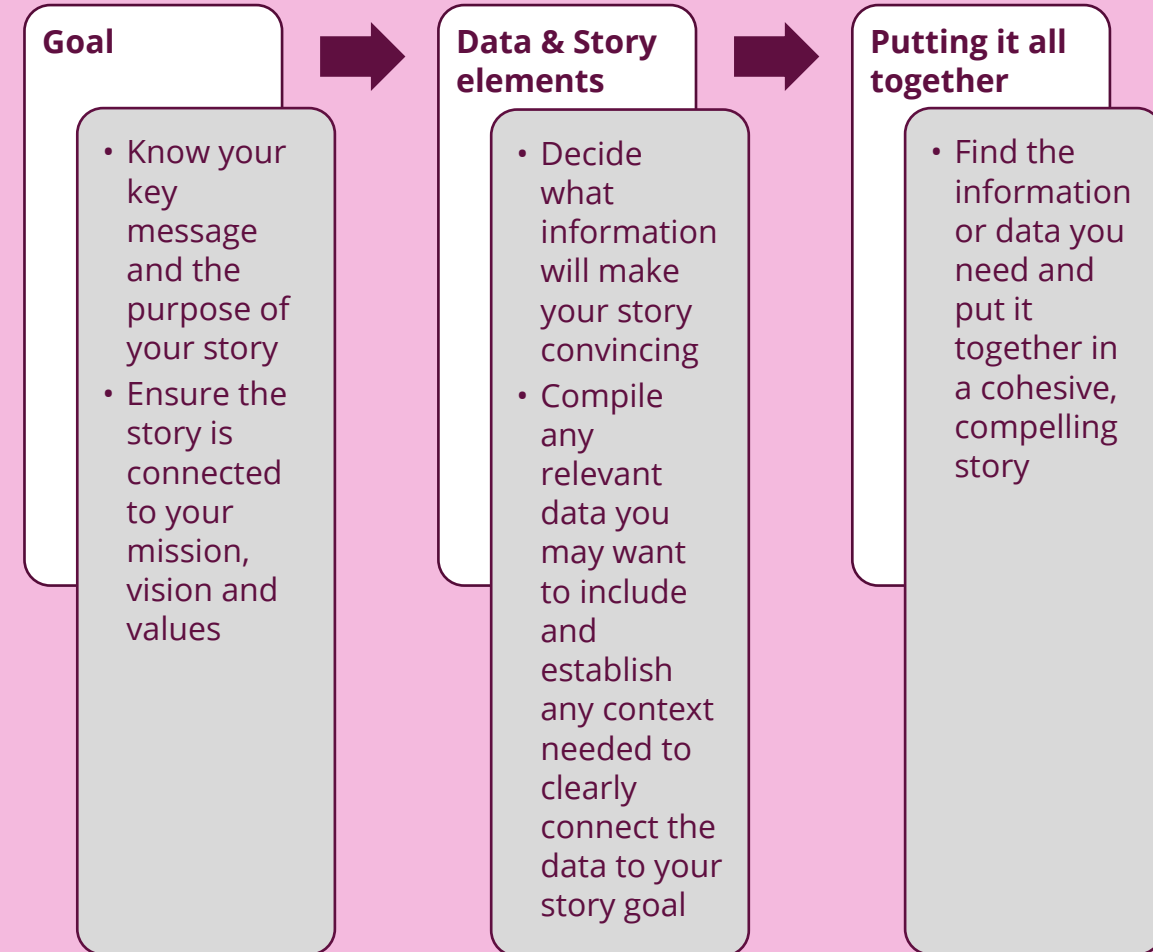 Goal
• Know your
key
message
and the
purpose of
your story
• Ensure the
story is
connected
to your
mission,
vision and
values
Data & Story
elements
• Decide
what
information
will make
your story
convincing
• Compile
any
relevant
data you
may want
to include
and
establish
any context
needed to
clearly
connect the
data to your
story goal
Putting it all
together
• Find the
information
or data you
need and
put it
together in
a cohesive,
compelling
story